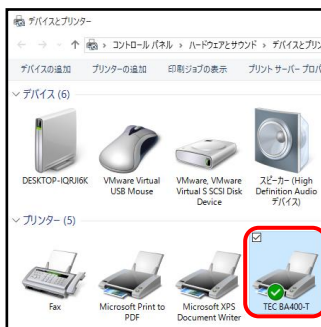 デバイスとプリンター
コントロール パネル › ハードウェアとサウンド › デバイスとプリン
デバイスの追加 プリンターの追加 印刷ジョブの表示 プリント サーバー プロパ
デバイス (6)
DESKTOP-IQRJI6K
VMware Virtual
USB Mouse
VMware, VMware
Virtual S SCSI Disk
Device
スピーカー (High
Definition Audio
デバイス)
プリンター (5)
Fax
Microsoft Print to
PDF
Microsoft XPS
Document Writer
TEC BA400-T